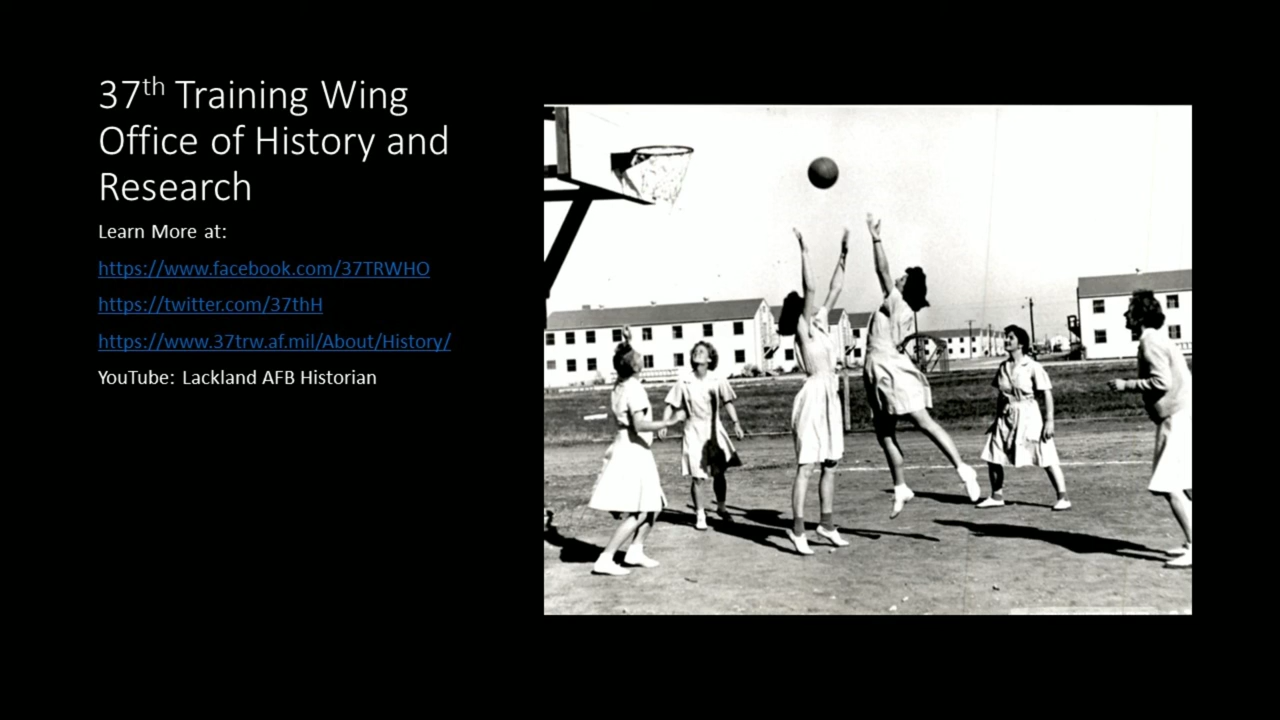 37th Training Wing
Office of History and
Research
Learn More at:
https://www.facebook.com/37TRWHO
https://twitter.com/37thH
https://www.37trw.af.mil/About/History/
YouTube: Lackland AFB Historian